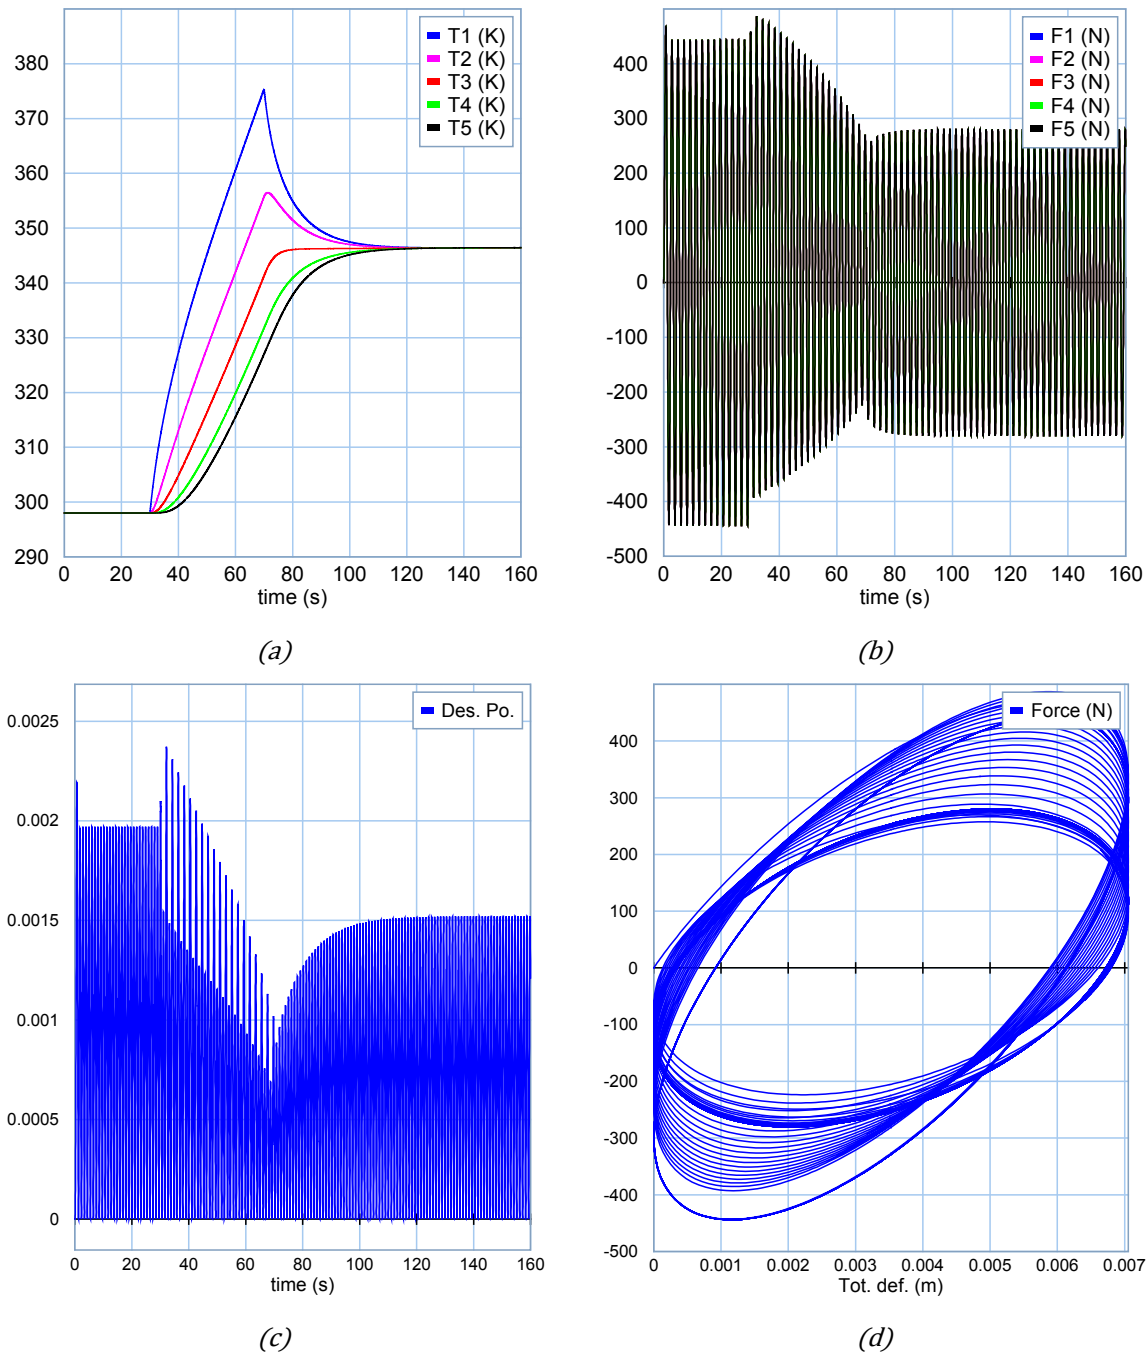 (a)
T1 (K)
T2 (K)
T3 (K)
T4 (K)
T5 (K)
380
370
360
350
340
330
320
310
300
290
0 20 40 60 80 100 120 140 160
time (s)
(b)
F1 (N)
F2 (N)
F3 (N)
F4 (N)
F5 (N)
400
300
200
100
0
-100
-200
-300
-400
-500
0 20 40 60 80 100 120 140 160
time (s)
(a)
(b)
Des. Po.
0.0025
0.002
0.0015
0.001
0.0005
0
0 20 40 60 80 100 120 140 160
time (s)
(c)
Force (N)
400
300
200
100
0
-100
-200
-300
-400
-500
0 0.001 0.002 0.003 0.004 0.005 0.006 0.007
Tot. def. (m)
(d)